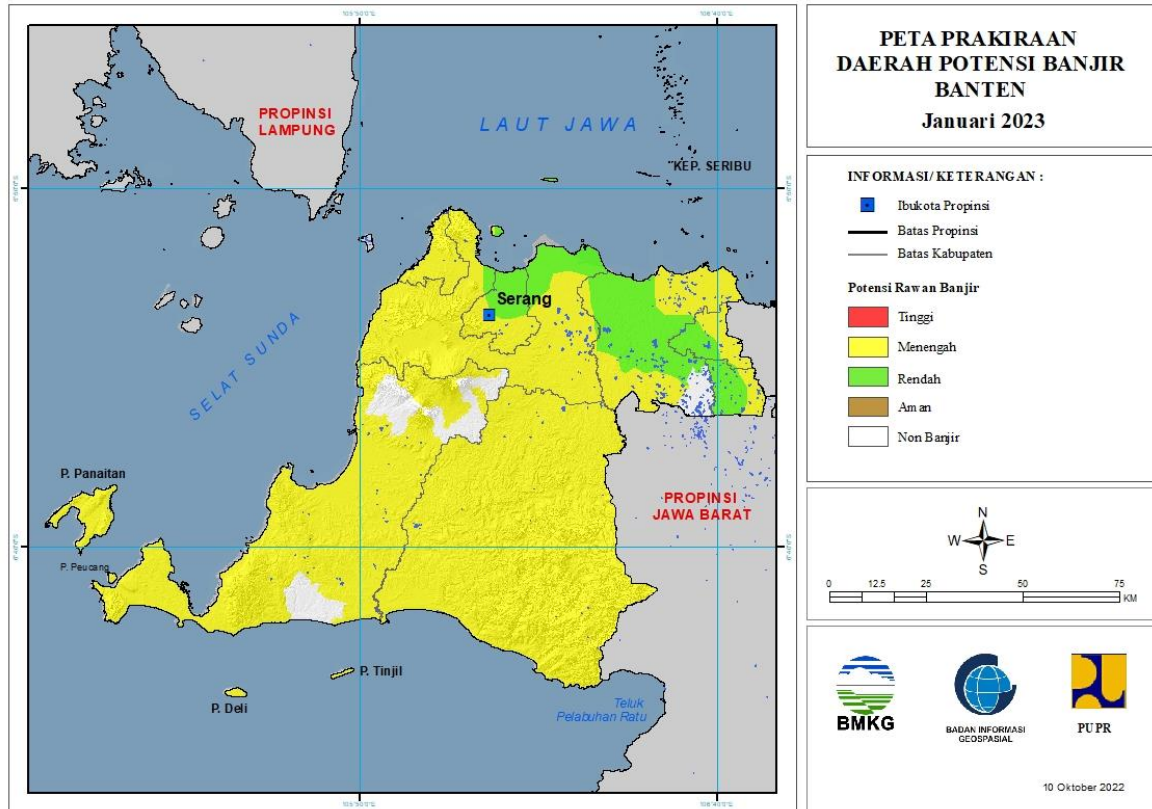 PROPINSI
LAMPUNG
LAUT JAWA
KEP. SERIBU
Serang
SELAT SUNDA
P. Panaitan
P. Peucang
PROPINSI
JAWA BARAT
P. Tinjil
P. Deli
Teluk
Pelabuhan Ratu
PETA PRAKIRAAN
DAERAH POTENSI BANJIR
BANTEN
Januari 2023
INFORMASI/ KETERANGAN :
Ibukota Propinsi
Batas Propinsi
Batas Kabupaten
Potensi Rawan Banjir
Tinggi
Menengah
Rendah
Aman
Non Banjir
N
W E
S
0 12.5 25 50 75
KM
BMKG
BADAN INFORMASI
GEOSPASIAL
PUPR
10 Oktober 2022